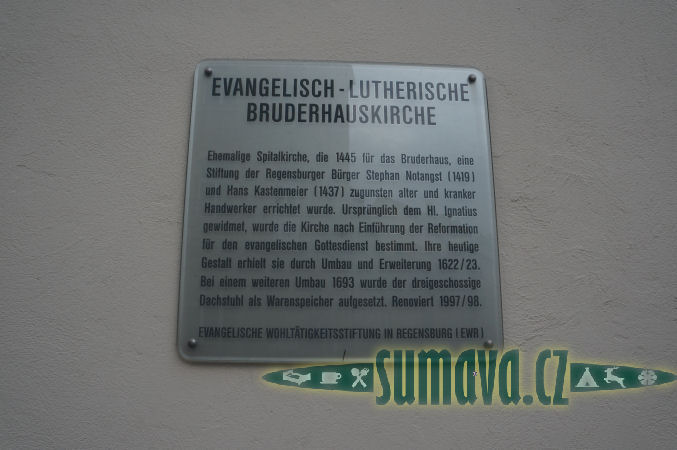 EVANGELISCH-LUTHERISCHE
BRUDERHAUSKIRCHE
Ehemalige Spitalkirche, die 1445 für das Bruderhaus, eine
Stiftung der Regensburger Bürger Stephan Notangst (1419)
und Hans Kastenmeier (1437) zugunsten alter und kranker
Handwerker errichtet wurde. Ursprünglich dem Hl. Ignatius
gewidmet, wurde die Kirche nach Einführung der Reformation
für den evangelischen Gottesdienst bestimmt. Ihre heutige
Gestalt erhielt sie durch Umbau und Erweiterung 1622/23.
Bei einem weiteren Umbau 1693 wurde der dreigeschossige
Dachstuhl als Warenspeicher aufgesetzt. Renoviert 1997/98.
EVANGELISCHE WOHLTÄTIGKEITSSTIFTUNG IN REGENSBURG (EWR)
sumava.cz